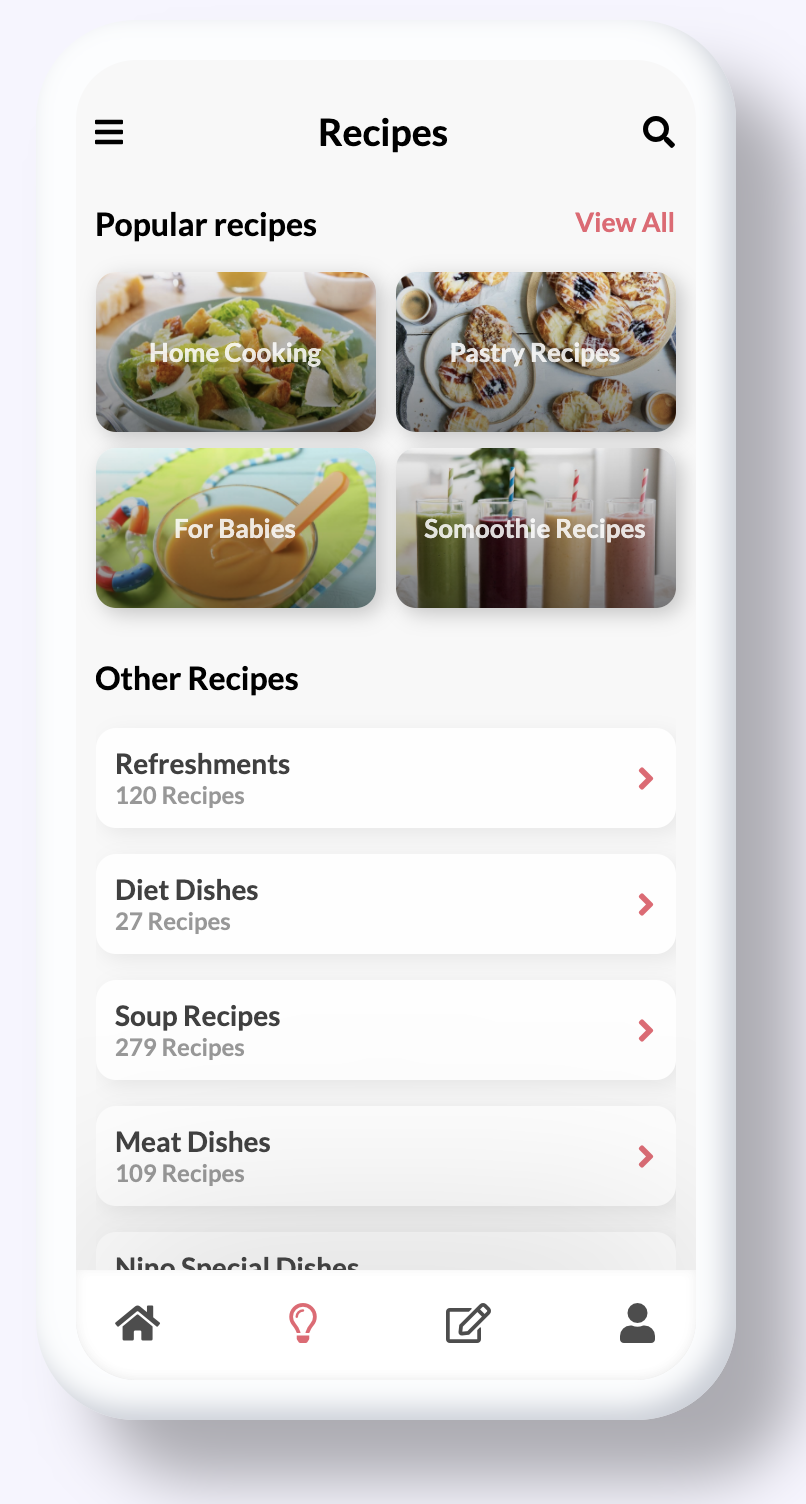 Recipes
Popular recipes
View All
Home Cooking
Pastry Recipes
For Babies
Somoothie Recipes
Other Recipes
Refreshments
120 Recipes
Diet Dishes
27 Recipes
Soup Recipes
279 Recipes
Meat Dishes
109 Recipes
Nino Special Dishes